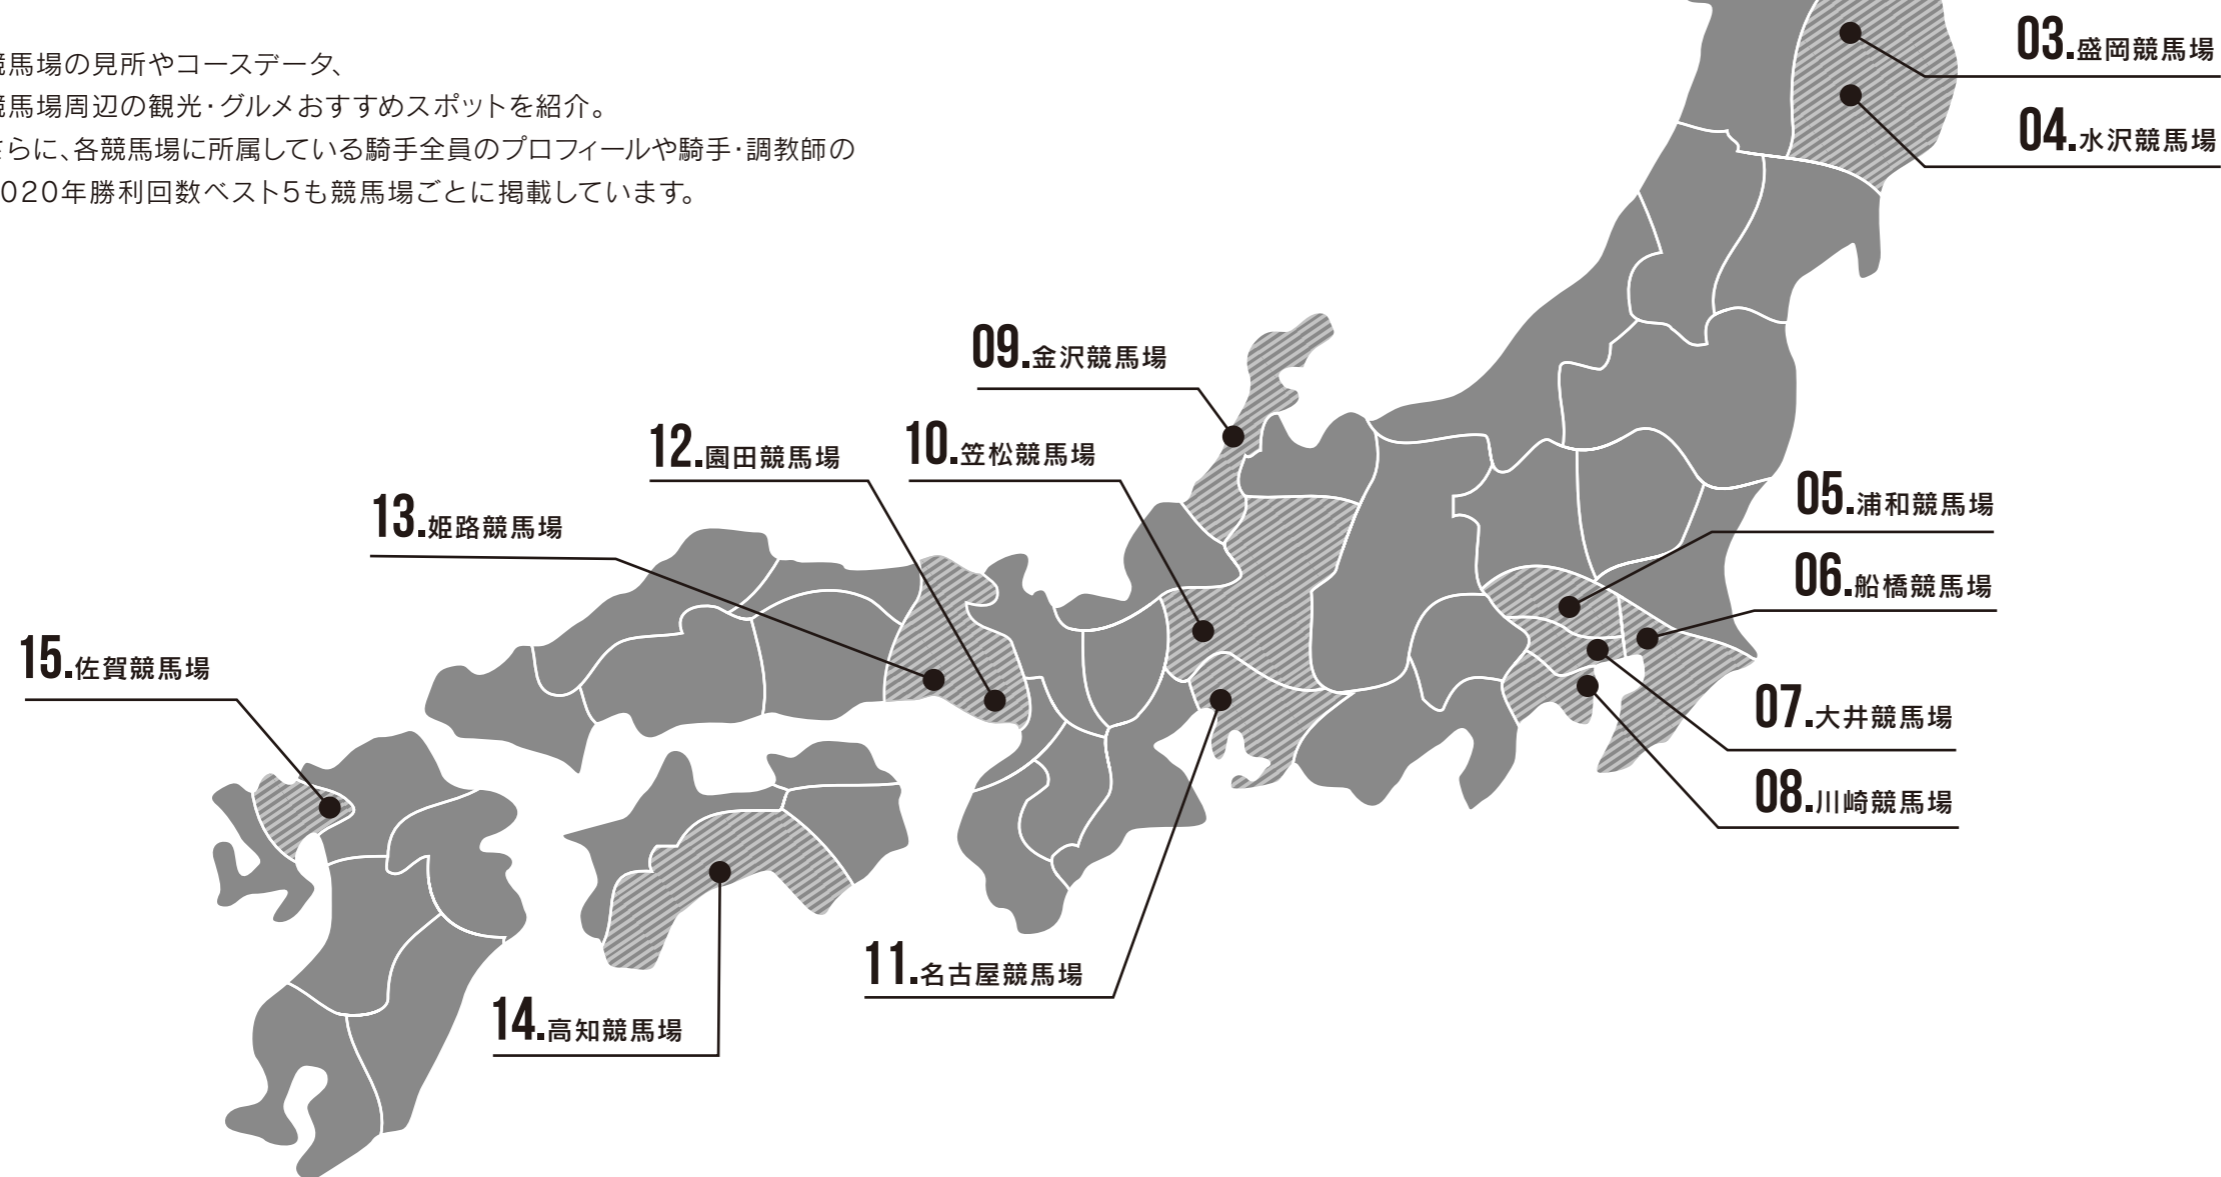 馬場の見所やコースデータ、
馬場周辺の観光・グルメおすすめスポットを紹介。
らに、各競馬場に所属している騎手全員のプロフィールや騎手・調教師の
020年勝利回数ベスト5も競馬場ごとに掲載しています。
03.盛岡競馬場
04.水沢競馬場
09.金沢競馬場
12.園田競馬場
10.笠松競馬場
13.姫路競馬場
05.浦和競馬場
06.船橋競馬場
15.佐賀競馬場
07.大井競馬場
08.川崎競馬場
11.名古屋競馬場
14.高知競馬場